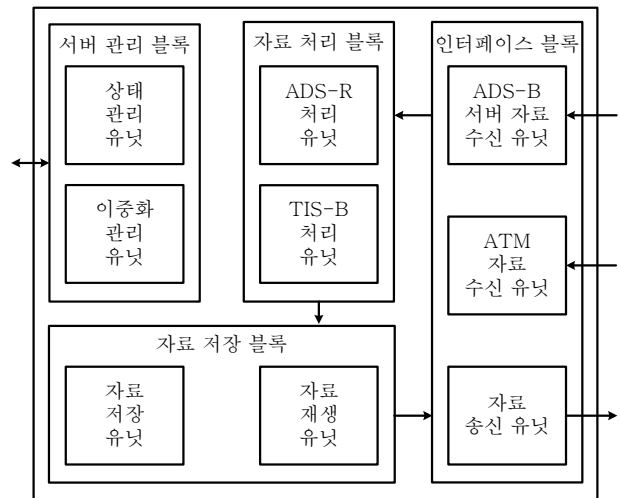 서버 관리 블록
상태
관리
유닛
이중화
관리
유닛
자료 처리 블록
ADS-R
처리
유닛
TIS-B
처리
유닛
인터페이스 블록
ADS-B
서버 자료
수신 유닛
ATM
자료
수신 유닛
자료
송신 유닛
자료 저장 블록
자료
저장
유닛
자료
재생
유닛